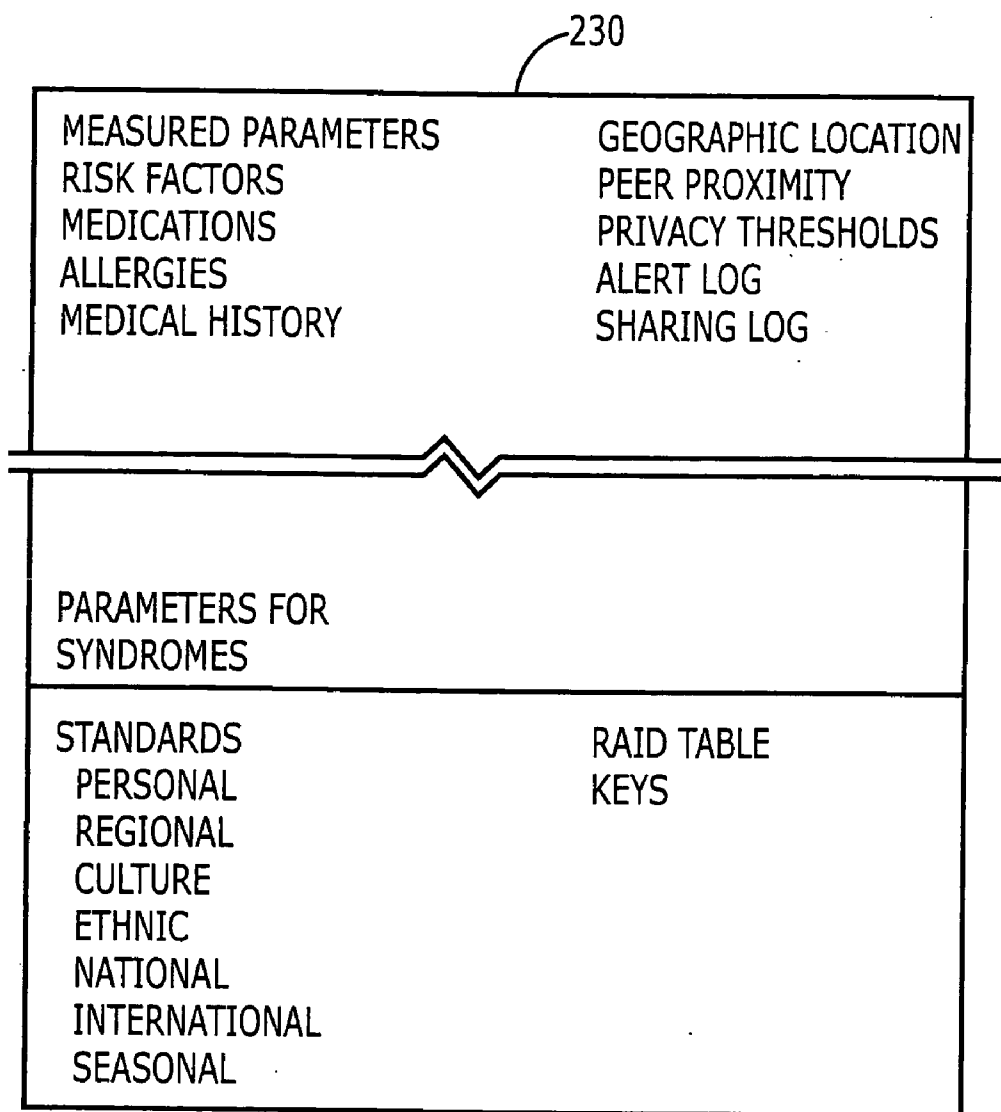 230
MEASURED PARAMETERS
RISK FACTORS
MEDICATIONS
ALLERGIES
MEDICAL HISTORY
GEOGRAPHIC LOCATION
PEER PROXIMITY
PRIVACY THRESHOLDS
ALERT LOG
SHARING LOG
PARAMETERS FOR
SYNDROMES
STANDARDS
PERSONAL
REGIONAL
CULTURE
ETHNIC
NATIONAL
INTERNATIONAL
SEASONAL
RAID TABLE
KEYS